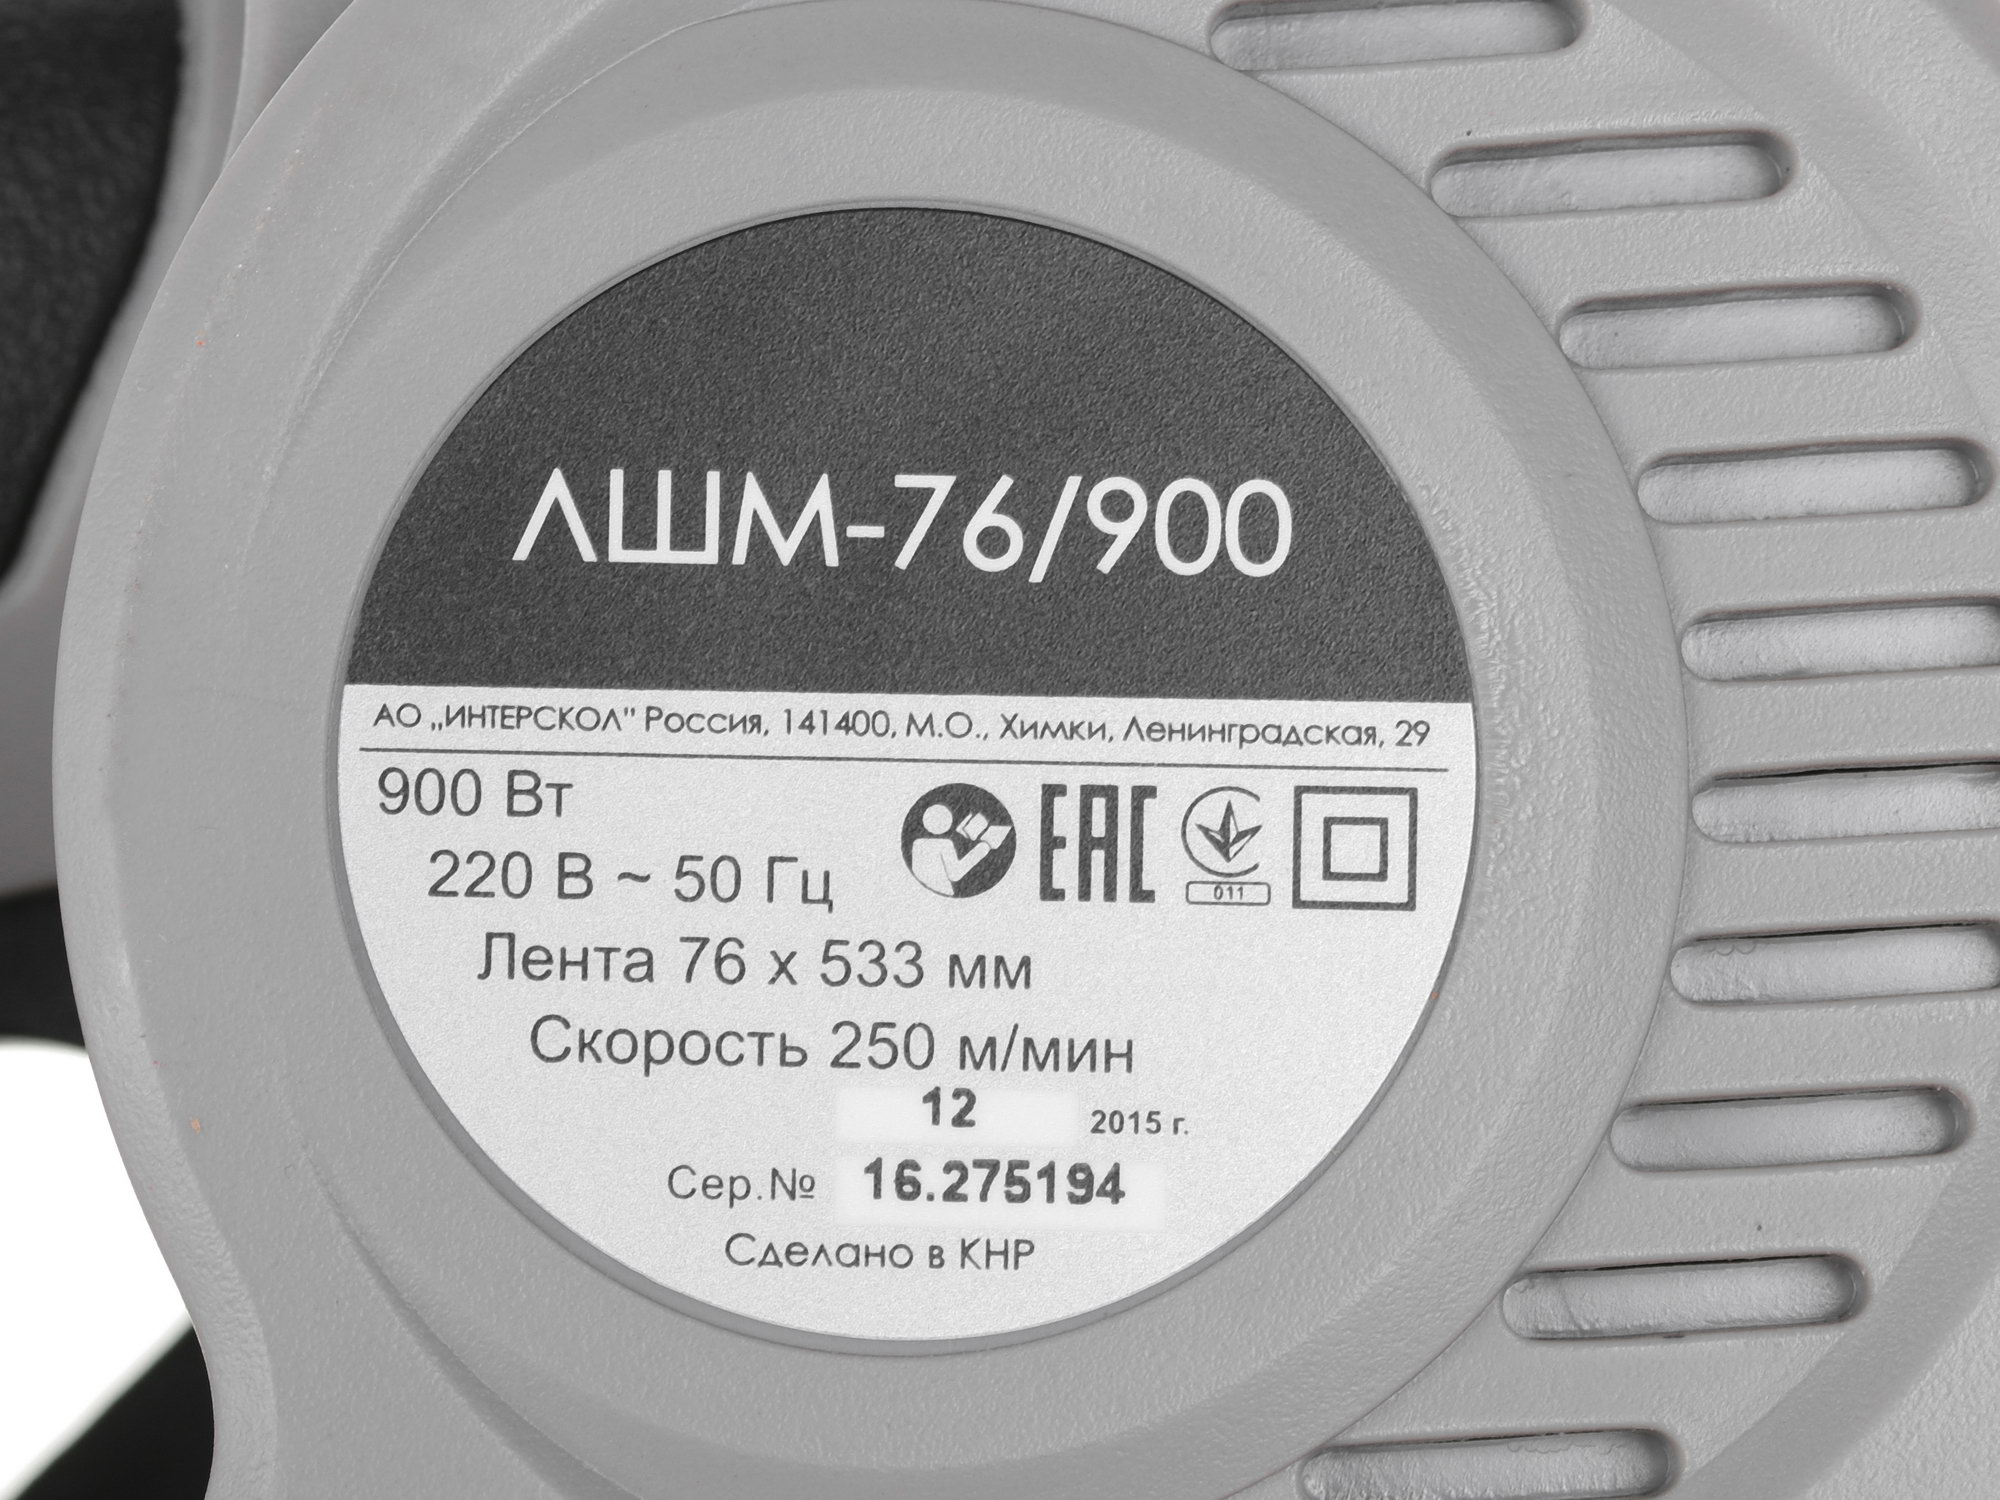 ЛШМ-76/900
АО „ИНТЕРСКОЛ" Россия, 141400, М.О., Химки, Ленинградская, 29
900 Вт
220 В ~ 50 Гц
EAC
011
Лента 76 х 533 мм
Скорость 250 м/мин
12 2015 г.
Сер.№ 16.275194
Сделано в КНР